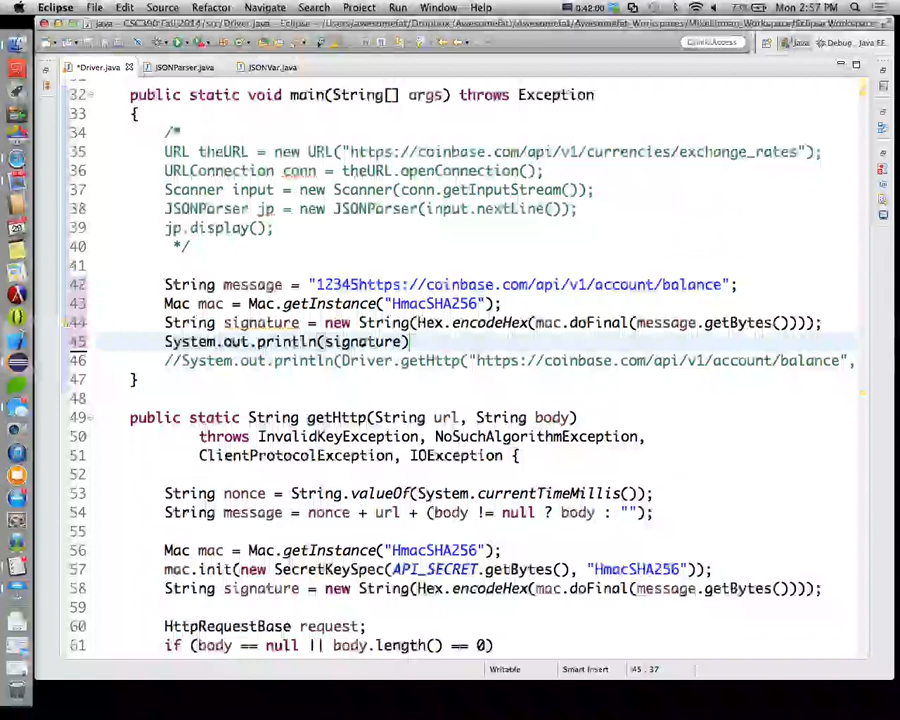 Eclipse File Edit Source Refactor Navigate Search Project Run Window Help 0:42:00 Mon 2:57 PM
*Driver.java JSONParser.java JSONVar.java
Quick Access Java Debug Java EE
32 public static void main(String[] args) throws Exception
33 {
34 /*
35 URL theURL = new URL("https://coinbase.com/api/v1/currencies/exchange_rates");
36 URLConnection conn = theURL.openConnection();
37 Scanner input = new Scanner(conn.getInputStream());
38 JSONParser jp = new JSONParser(input.nextLine());
39 jp.display();
40 */
41
42 String message = "12345https://coinbase.com/api/v1/account/balance";
43 Mac mac = Mac.getInstance("HmacSHA256");
44 String signature = new String(Hex.encodeHex(mac.doFinal(message.getBytes())));
45 System.out.println(signature)
46 //System.out.println(Driver.getHttp("https://coinbase.com/api/v1/account/balance",
47 }
48
49 public static String getHttp(String url, String body)
50 throws InvalidKeyException, NoSuchAlgorithmException,
51 ClientProtocolException, IOException {
52
53 String nonce = String.valueOf(System.currentTimeMillis());
54 String message = nonce + url + (body != null ? body : "");
55
56 Mac mac = Mac.getInstance("HmacSHA256");
57 mac.init(new SecretKeySpec(API_SECRET.getBytes(), "HmacSHA256"));
58 String signature = new String(Hex.encodeHex(mac.doFinal(message.getBytes())));
59
60 HttpRequestBase request;
61 if (body == null || body.length() == 0)
Writable Smart Insert 45 : 37